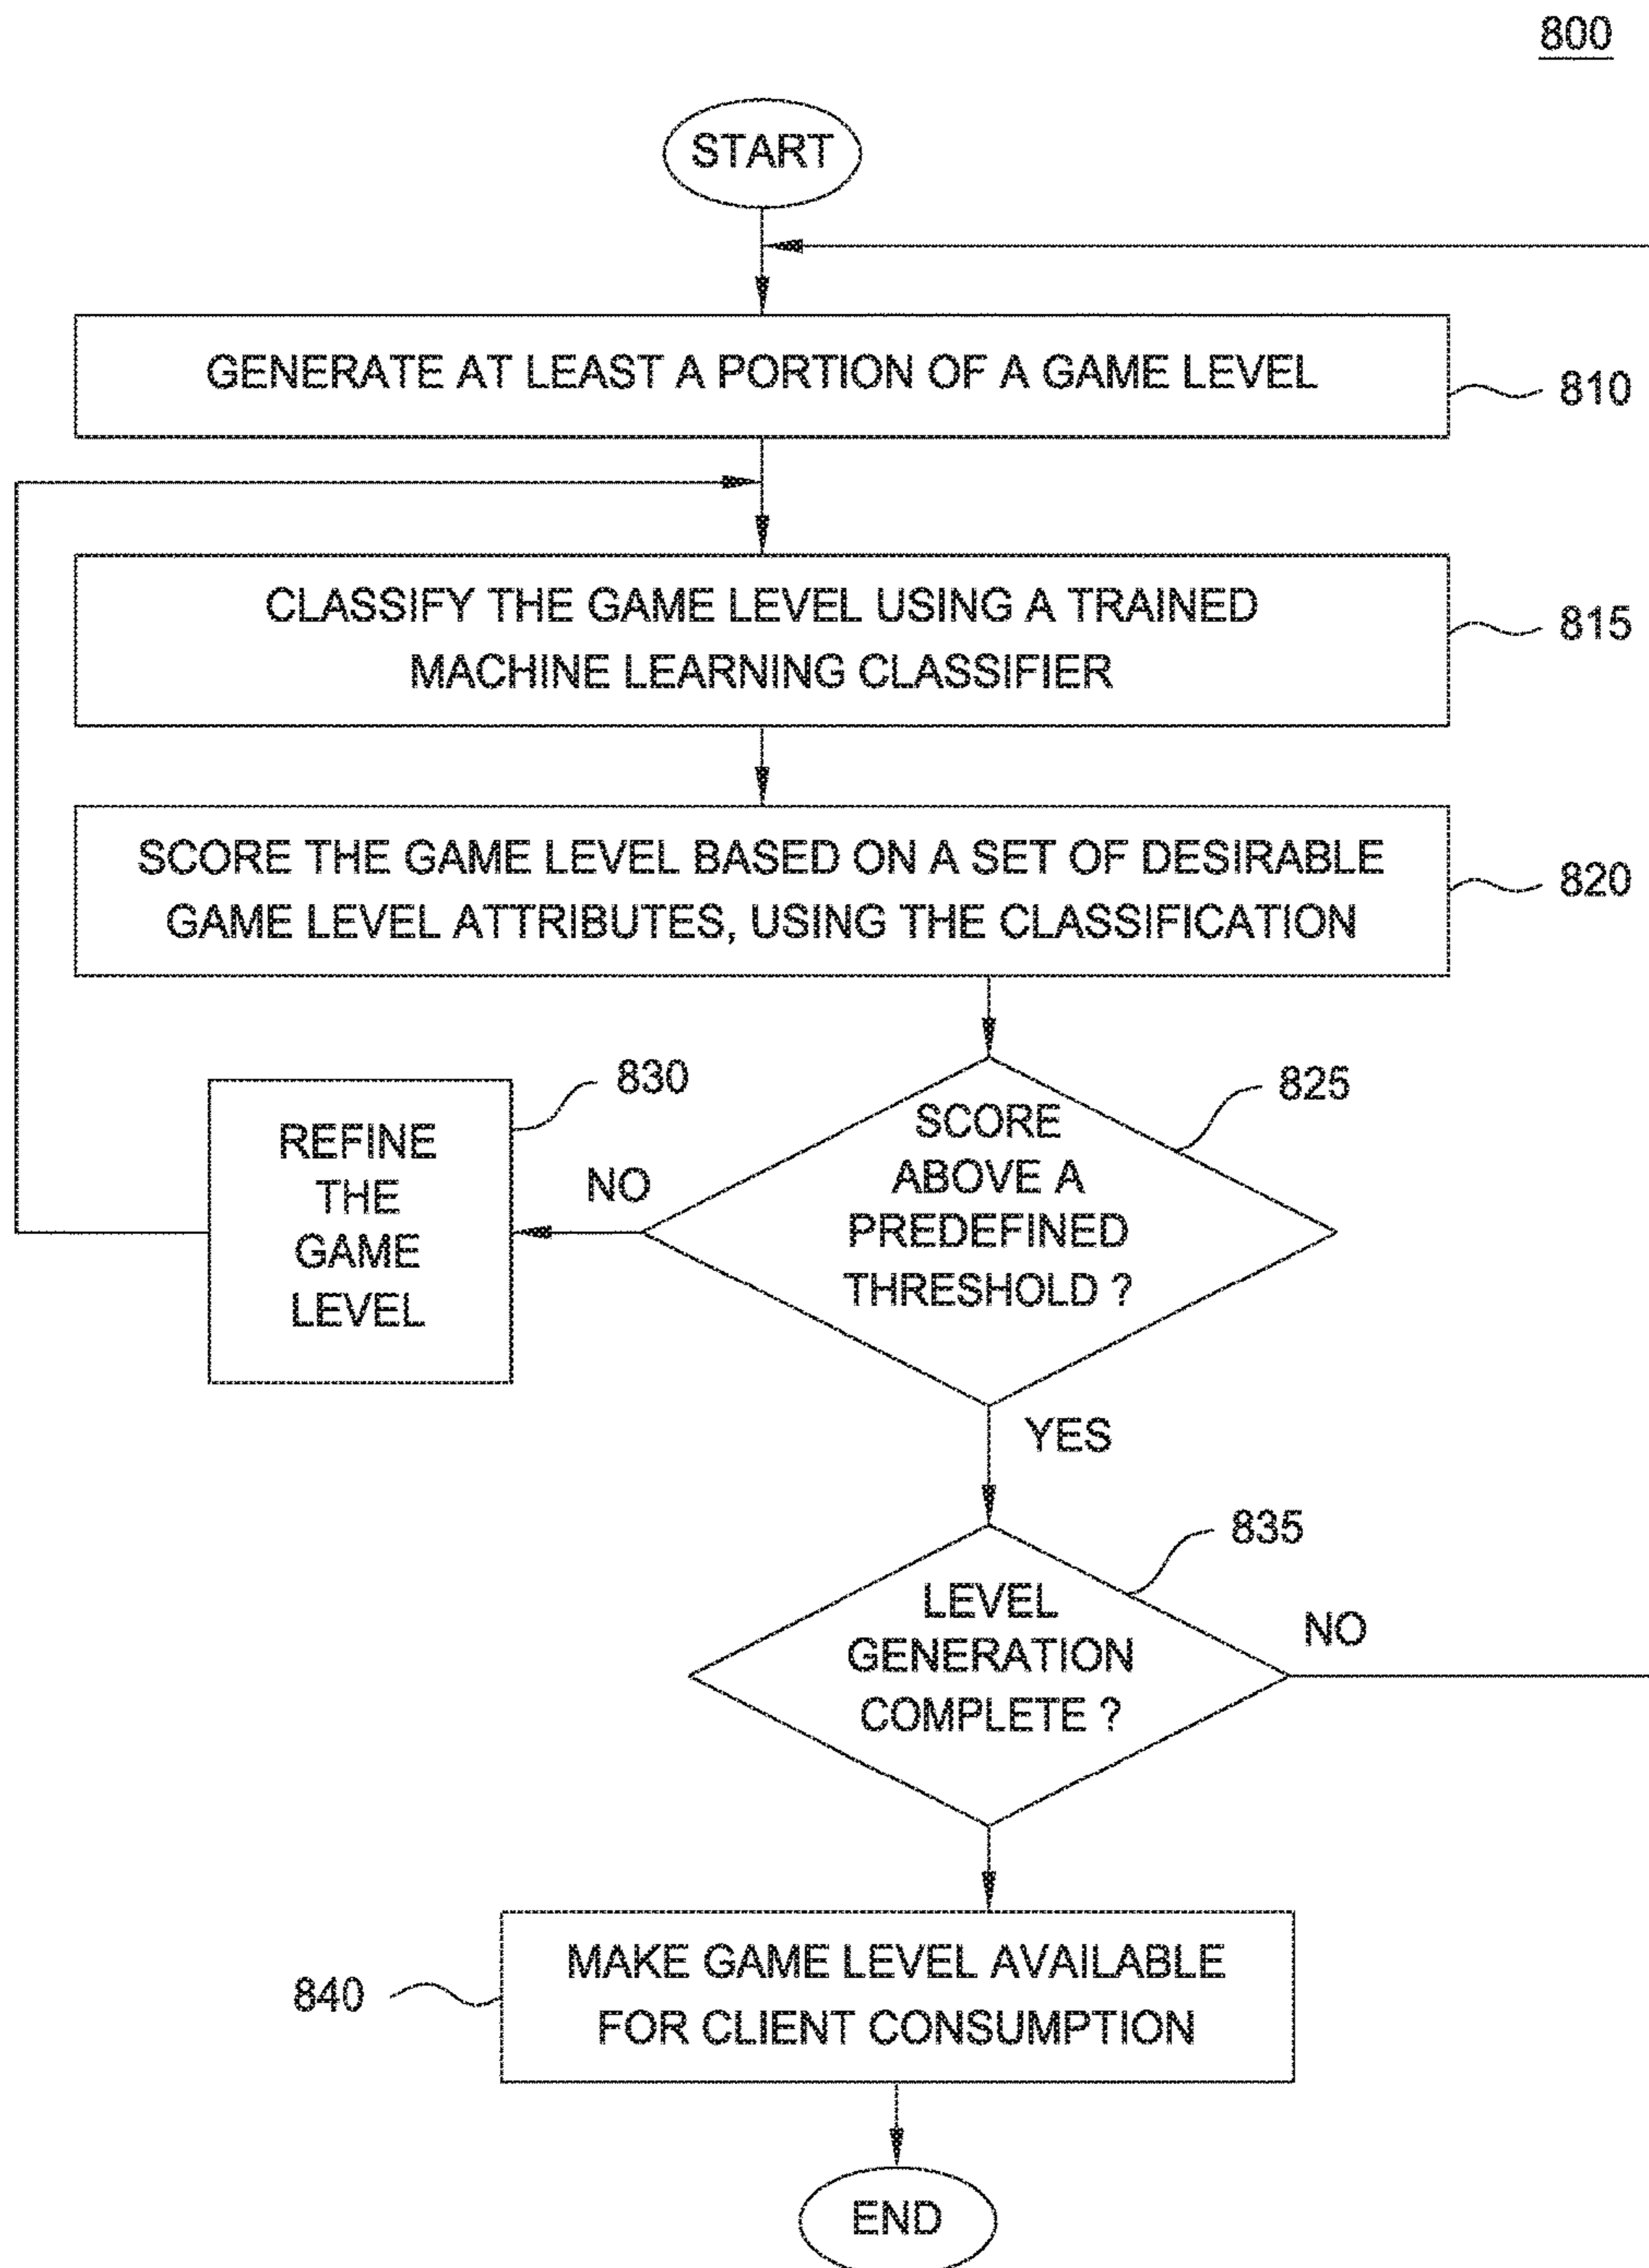 800
START
GENERATE AT LEAST A PORTION OF A GAME LEVEL
810
CLASSIFY THE GAME LEVEL USING A TRAINED
MACHINE LEARNING CLASSIFIER
815
SCORE THE GAME LEVEL BASED ON A SET OF DESIRABLE
GAME LEVEL ATTRIBUTES, USING THE CLASSIFICATION
820
SCORE
ABOVE A
PREDEFINED
THRESHOLD ?
825
NO
REFINE
THE
GAME
LEVEL
830
YES
LEVEL
GENERATION
COMPLETE ?
835
NO
MAKE GAME LEVEL AVAILABLE
FOR CLIENT CONSUMPTION
840
END